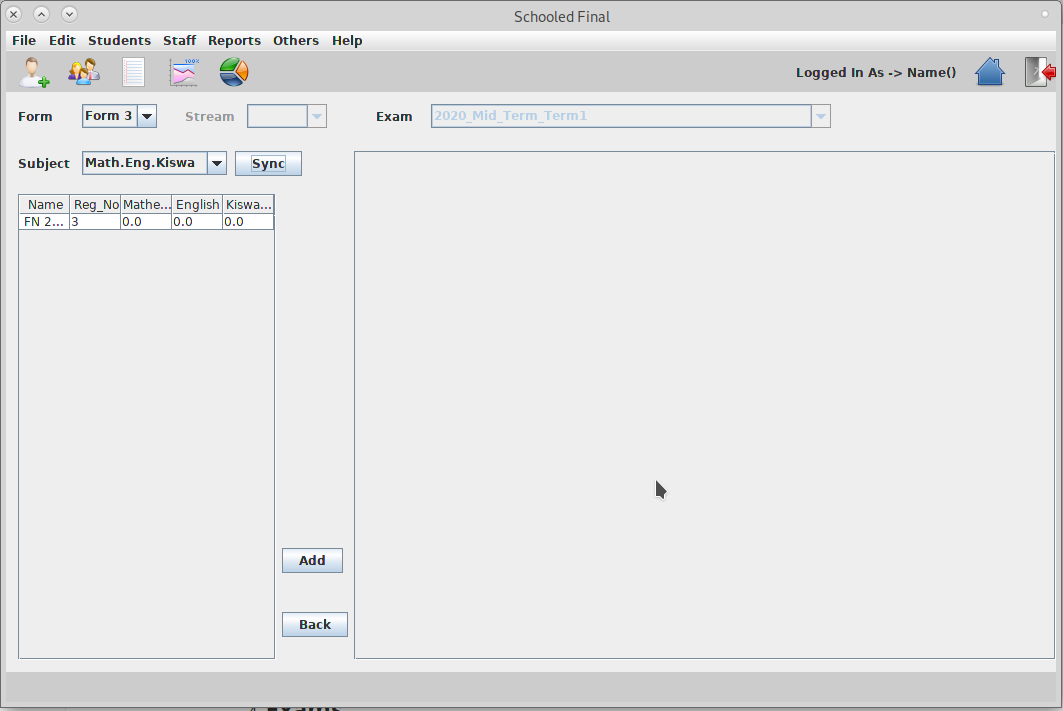 Schooled Final
File Edit Students Staff Reports Others Help
100%
Logged In As -> Name()
Form Form 3 Stream Exam 2020_Mid_Term_Term1
Subject Math.Eng.Kiswa Sync
Name Reg_No Mathe... English Kiswa...
FN 2... 3 0.0 0.0 0.0
Add
Back